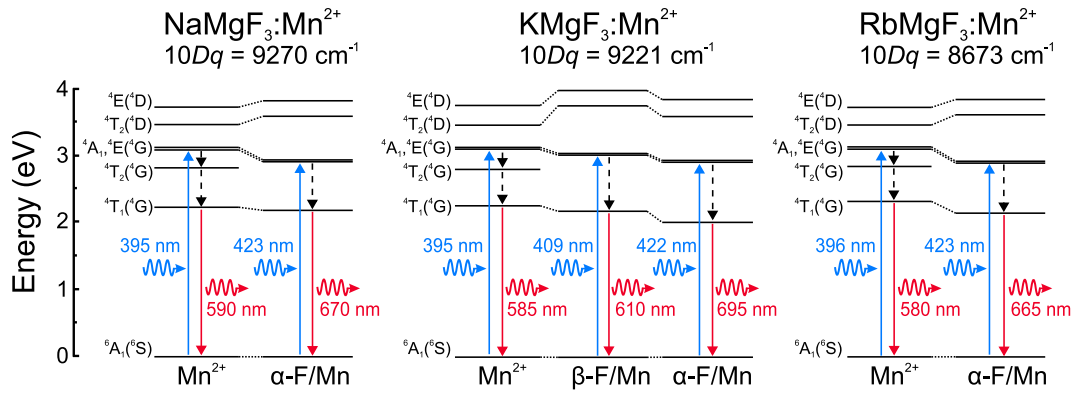 NaMgF₃:Mn²⁺
10Dq = 9270 cm⁻¹
KMgF₃:Mn²⁺
10Dq = 9221 cm⁻¹
RbMgF₃:Mn²⁺
10Dq = 8673 cm⁻¹
Energy (eV)
4
3
2
1
0
⁴E(⁴D)
⁴T₂(⁴D)
⁴A₁,⁴E(⁴G)
⁴T₂(⁴G)
⁴T₁(⁴G)
395 nm
423 nm
590 nm
670 nm
⁶A₁(⁶S)
Mn²⁺
α-F/Mn
⁴E(⁴D)
⁴T₂(⁴D)
⁴A₁,⁴E(⁴G)
⁴T₂(⁴G)
⁴T₁(⁴G)
395 nm
409 nm
422 nm
585 nm
610 nm
695 nm
⁶A₁(⁶S)
Mn²⁺
β-F/Mn
α-F/Mn
⁴E(⁴D)
⁴T₂(⁴D)
⁴A₁,⁴E(⁴G)
⁴T₂(⁴G)
⁴T₁(⁴G)
396 nm
423 nm
580 nm
665 nm
⁶A₁(⁶S)
Mn²⁺
α-F/Mn